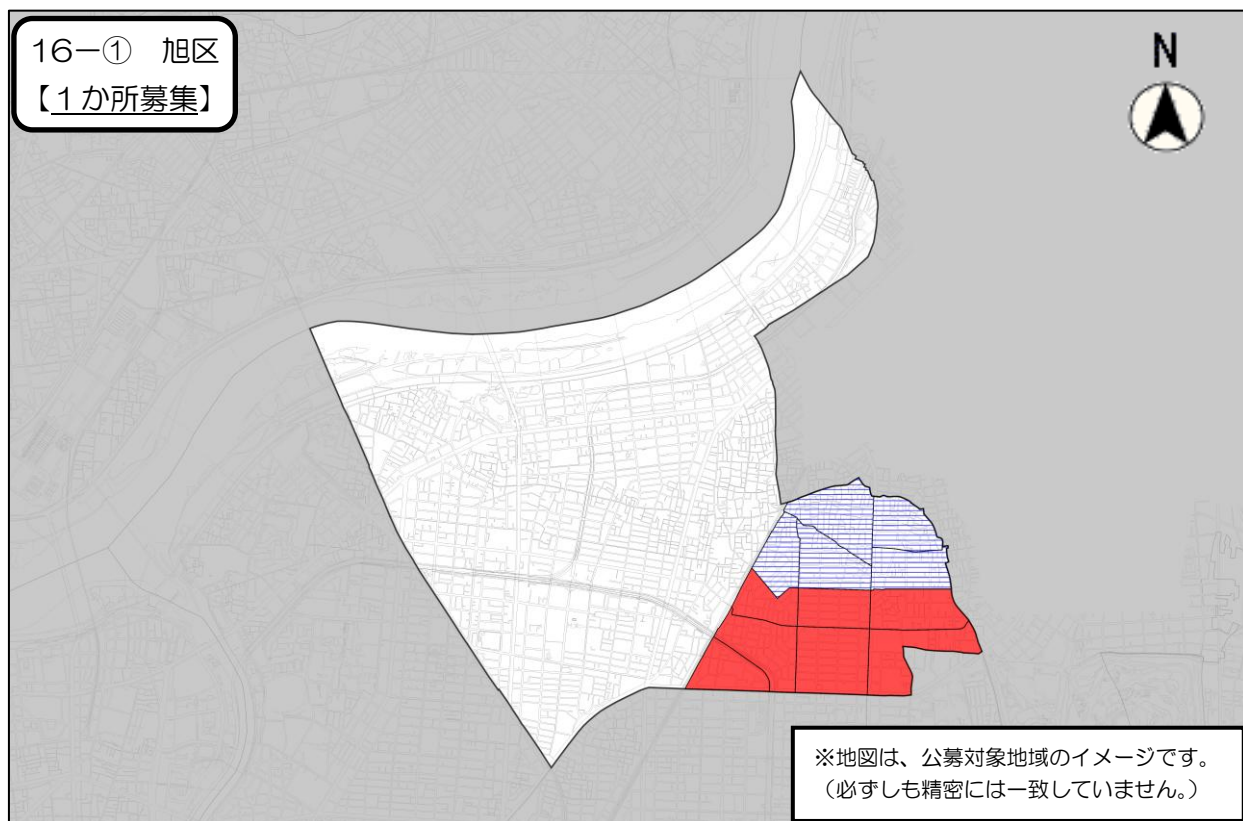 16ー① 旭区
【１か所募集】
N
※地図は、公募対象地域のイメージです。
（必ずしも精密には一致していません。）